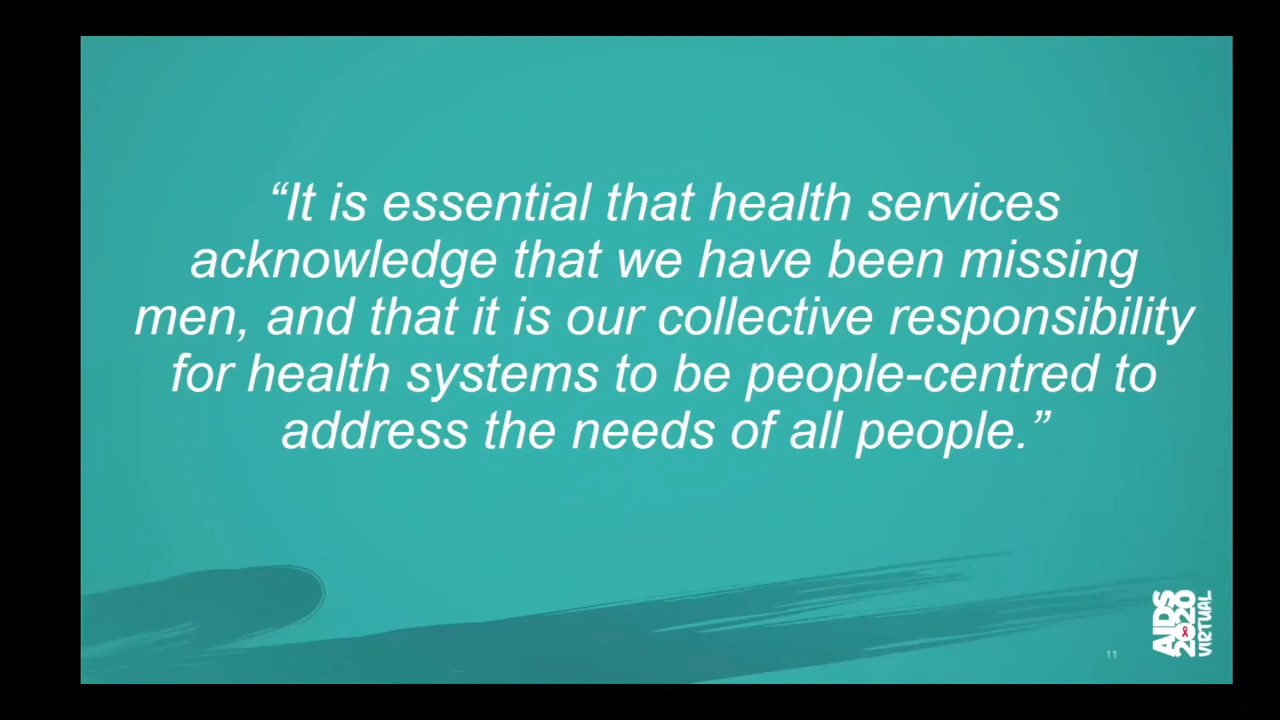 “It is essential that health services
acknowledge that we have been missing
men, and that it is our collective responsibility
for health systems to be people-centred to
address the needs of all people.”
11
AIDS
2020
VIRTUAL